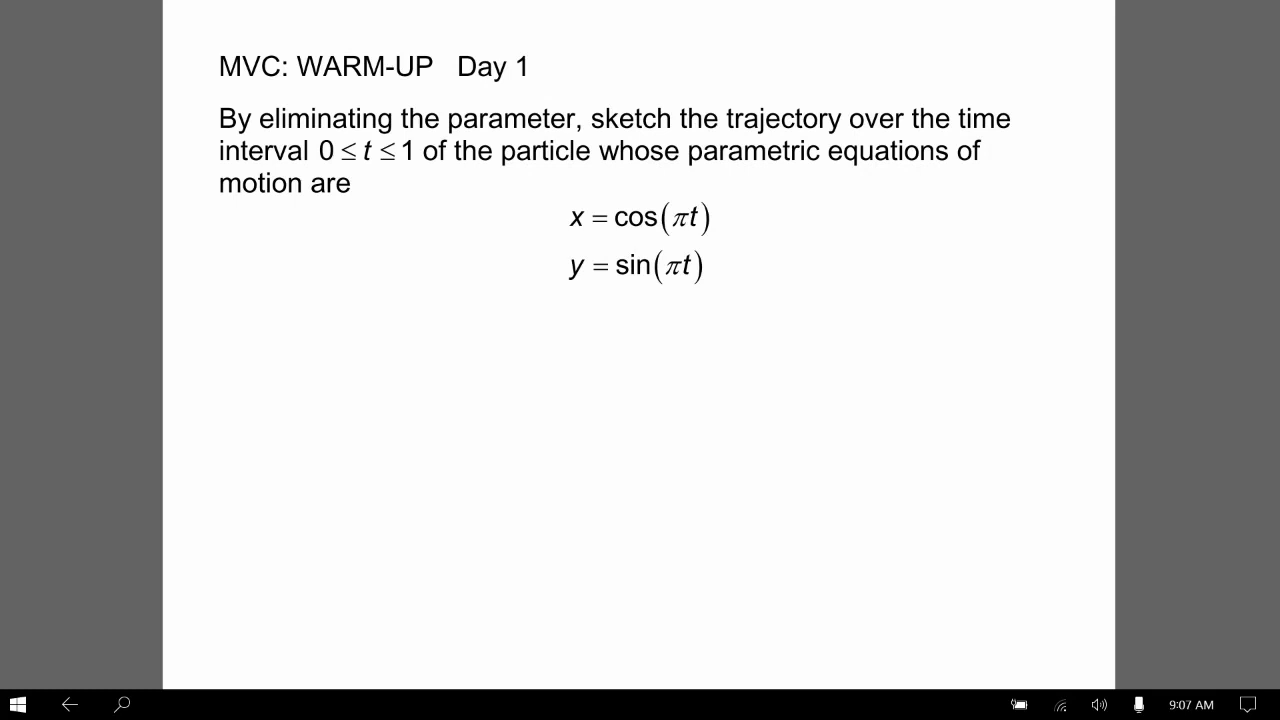 MVC: WARM-UP Day 1
By eliminating the parameter, sketch the trajectory over the time
interval 0 ≤ t ≤ 1 of the particle whose parametric equations of
motion are
x = cos(πt)
y = sin(πt)
9:07 AM